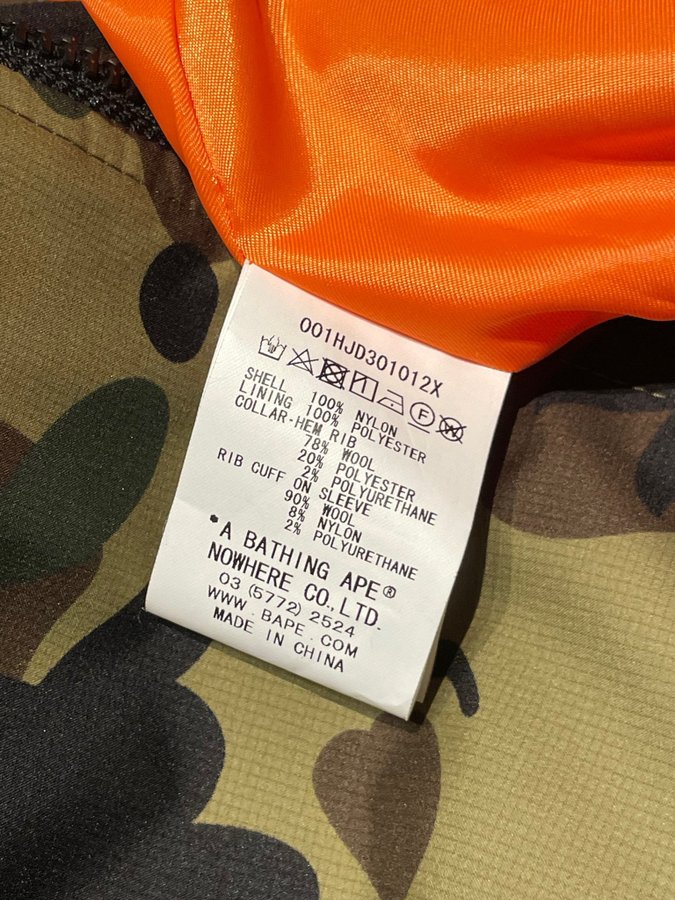 001HJD301012X
SHELL 100% NYLON
LINING 100% POLYESTER
COLLAR-HEM RIB
78% WOOL
20% POLYESTER
2% POLYURETHANE
RIB CUFF ON SLEEVE
90% WOOL
8% NYLON
2% POLYURETHANE
"A BATHING APE®
NOWHERE CO., LTD.
03 (5772) 2524
WWW.BAPE.COM
MADE IN CHINA